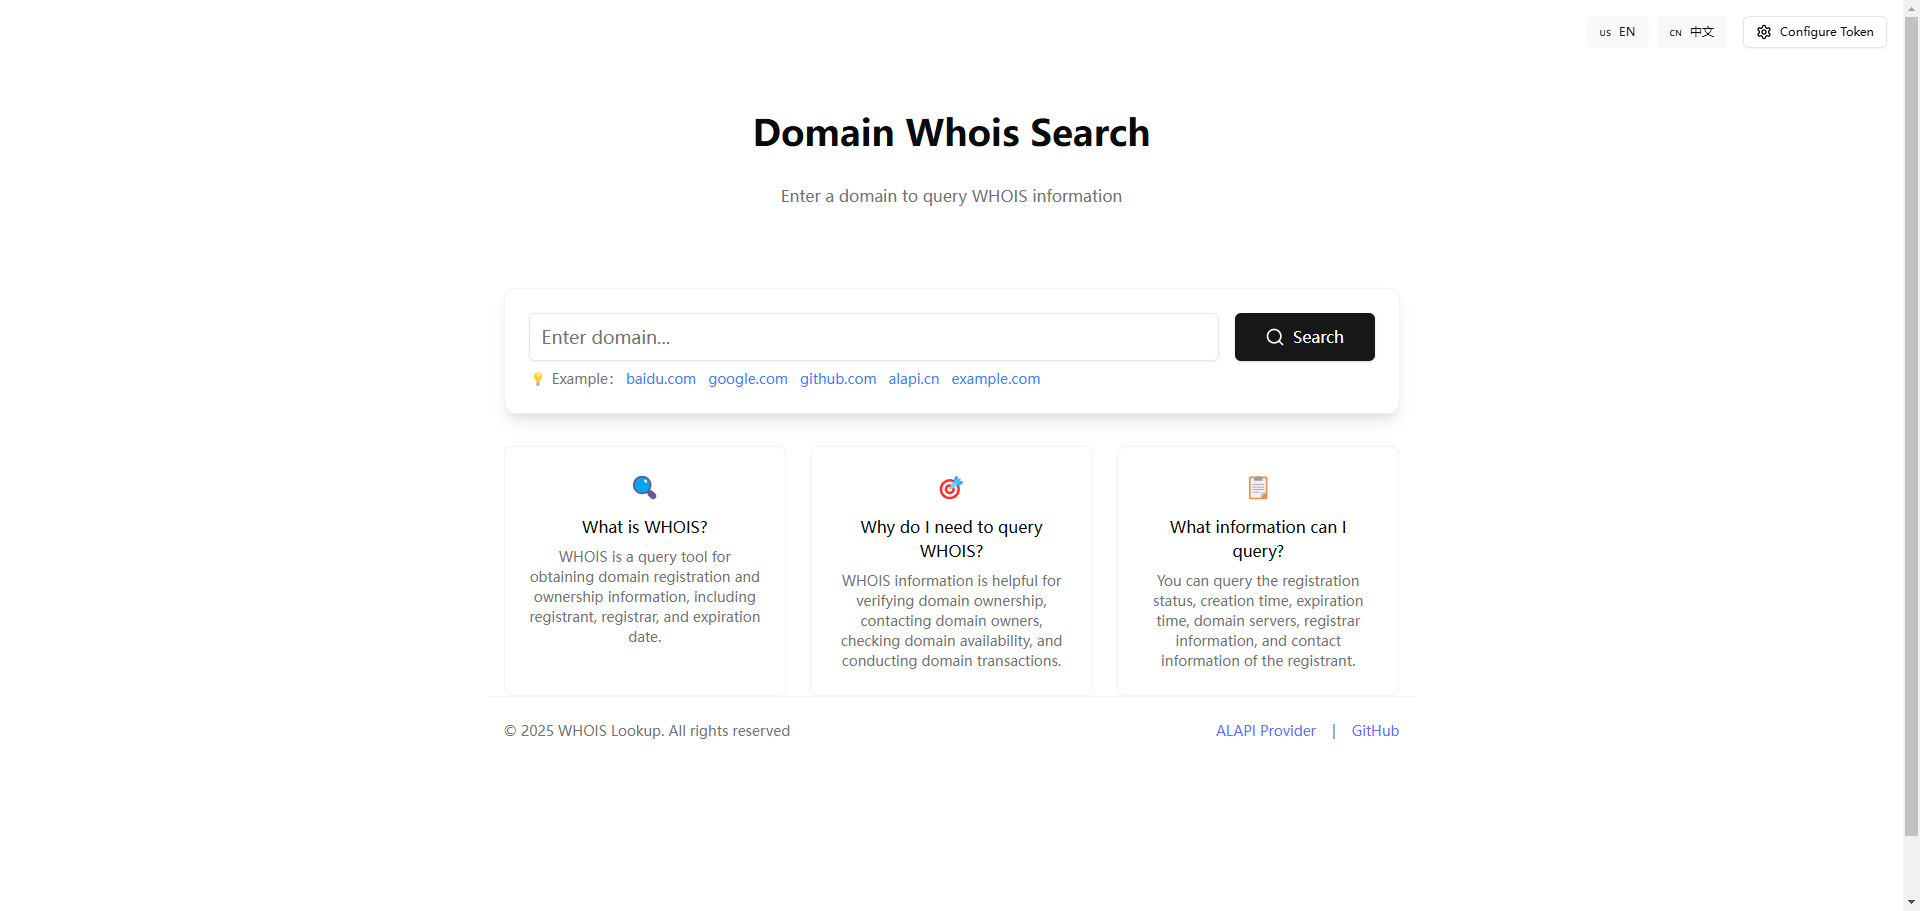 US EN CN 中文 Configure Token
Domain Whois Search
Enter a domain to query WHOIS information
Enter domain...
Search
Example： baidu.com google.com github.com alapi.cn example.com
What is WHOIS?
WHOIS is a query tool for
obtaining domain registration and
ownership information, including
registrant, registrar, and expiration
date.
Why do I need to query
WHOIS?
WHOIS information is helpful for
verifying domain ownership,
contacting domain owners,
checking domain availability, and
conducting domain transactions.
What information can I
query?
You can query the registration
status, creation time, expiration
time, domain servers, registrar
information, and contact
information of the registrant.
© 2025 WHOIS Lookup. All rights reserved
ALAPI Provider | GitHub